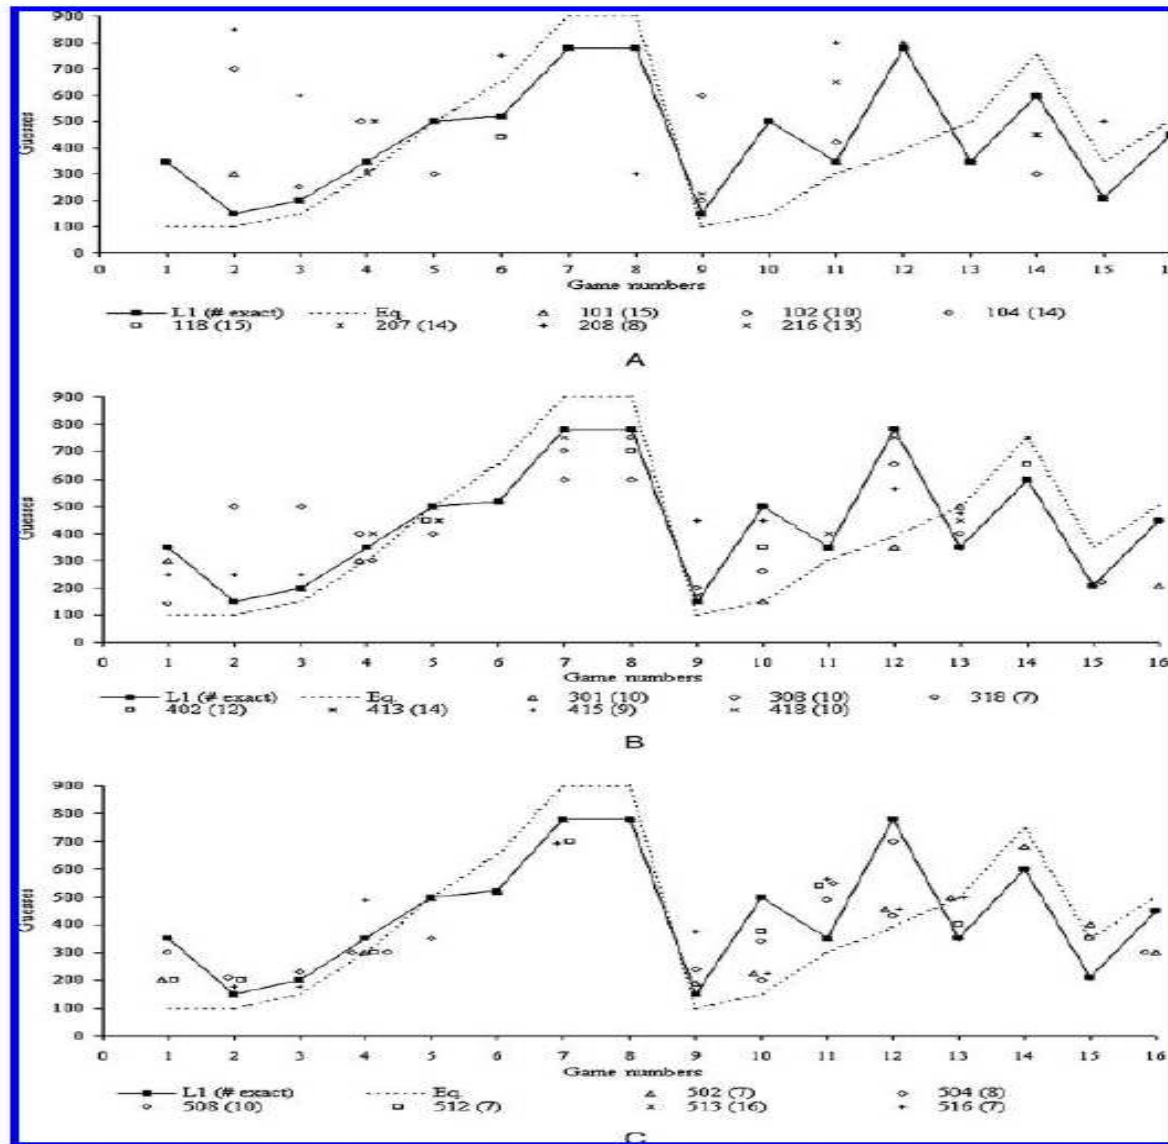 900
800
700
600
500
400
300
200
100
0
Guesses
0 1 2 3 4 5 6 7 8 9 10 11 12 13 14 15
Game numbers
L1 (# exact) Eq. 101 (15) 102 (10) 104 (14)
118 (15) 207 (14) 208 (8) 216 (13)
A
900
800
700
600
500
400
300
200
100
0
Guesses
0 1 2 3 4 5 6 7 8 9 10 11 12 13 14 15 16
Game numbers
L1 (# exact) Eq. 301 (10) 308 (10) 318 (7)
402 (12) 413 (14) 415 (9) 418 (10)
B
900
800
700
600
500
400
300
200
100
0
Guesses
0 1 2 3 4 5 6 7 8 9 10 11 12 13 14 15 16
Game numbers
L1 (# exact) Eq. 502 (7) 504 (8)
508 (10) 512 (7) 513 (16) 516 (7)
C